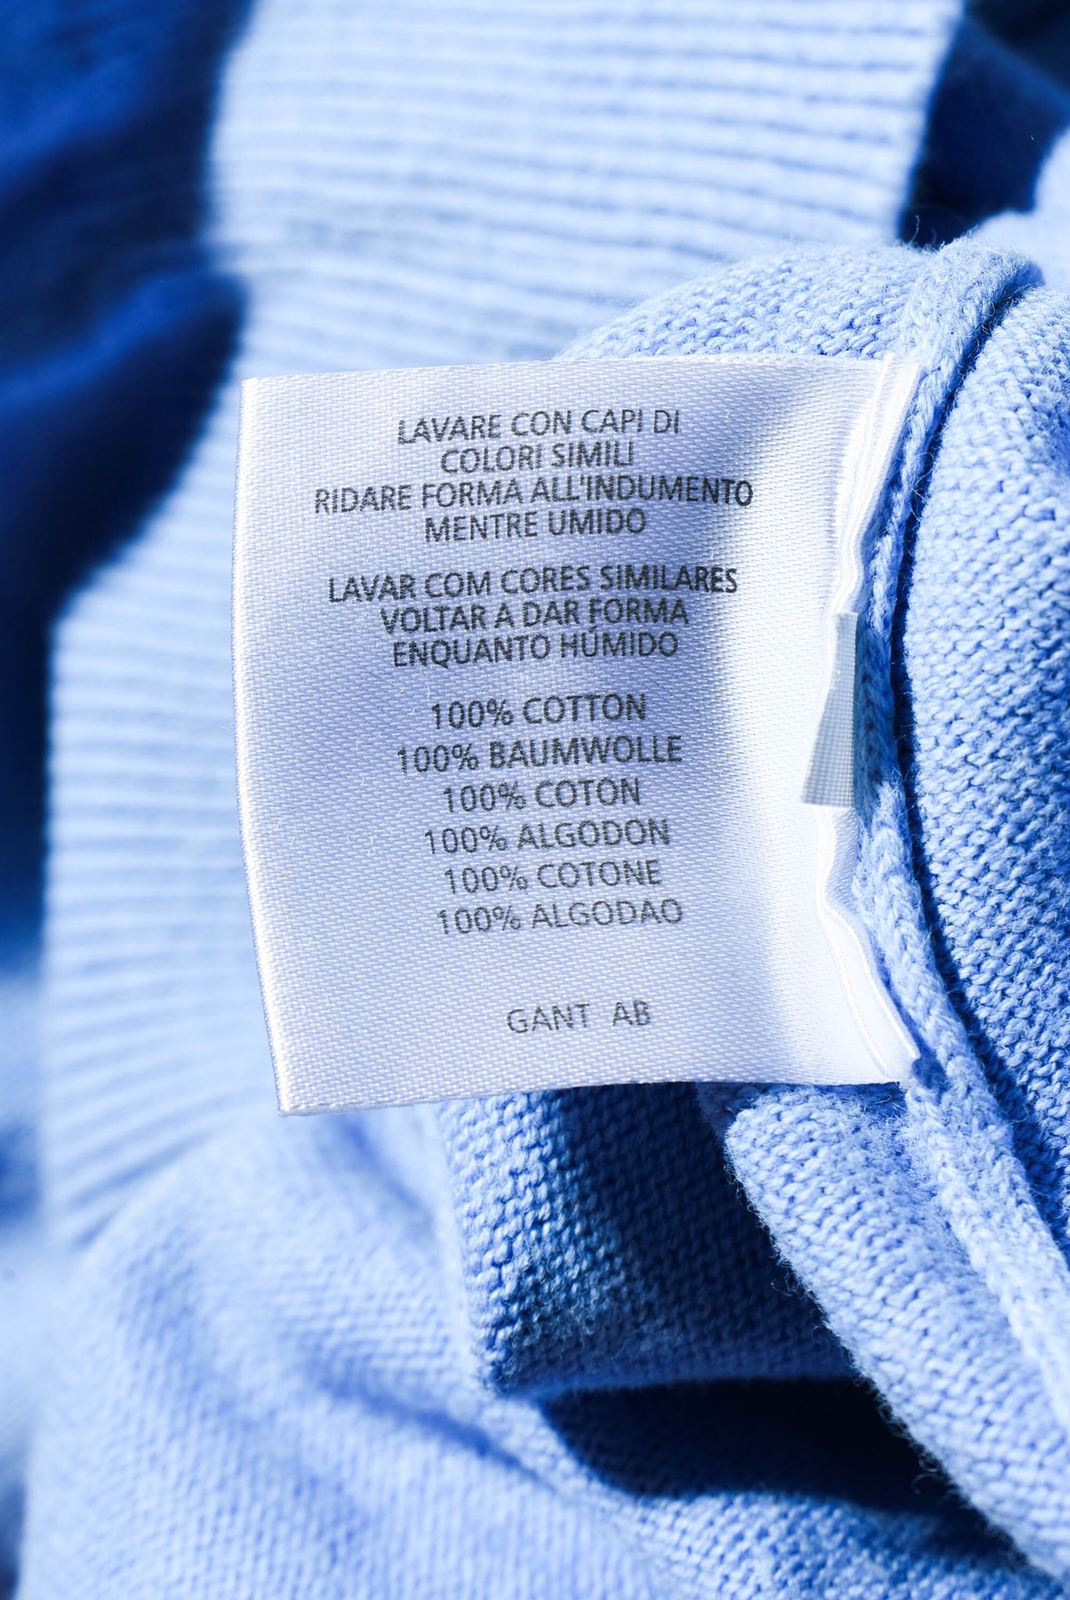 LAVARE CON CAPI DI
COLORI SIMILI
RIDARE FORMA ALL'INDUMENTO
MENTRE UMIDO
LAVAR COM CORES SIMILARES
VOLTAR A DAR FORMA
ENQUANTO HÚMIDO
100% COTTON
100% BAUMWOLLE
100% COTON
100% ALGODON
100% COTONE
100% ALGODAO
GANT AB